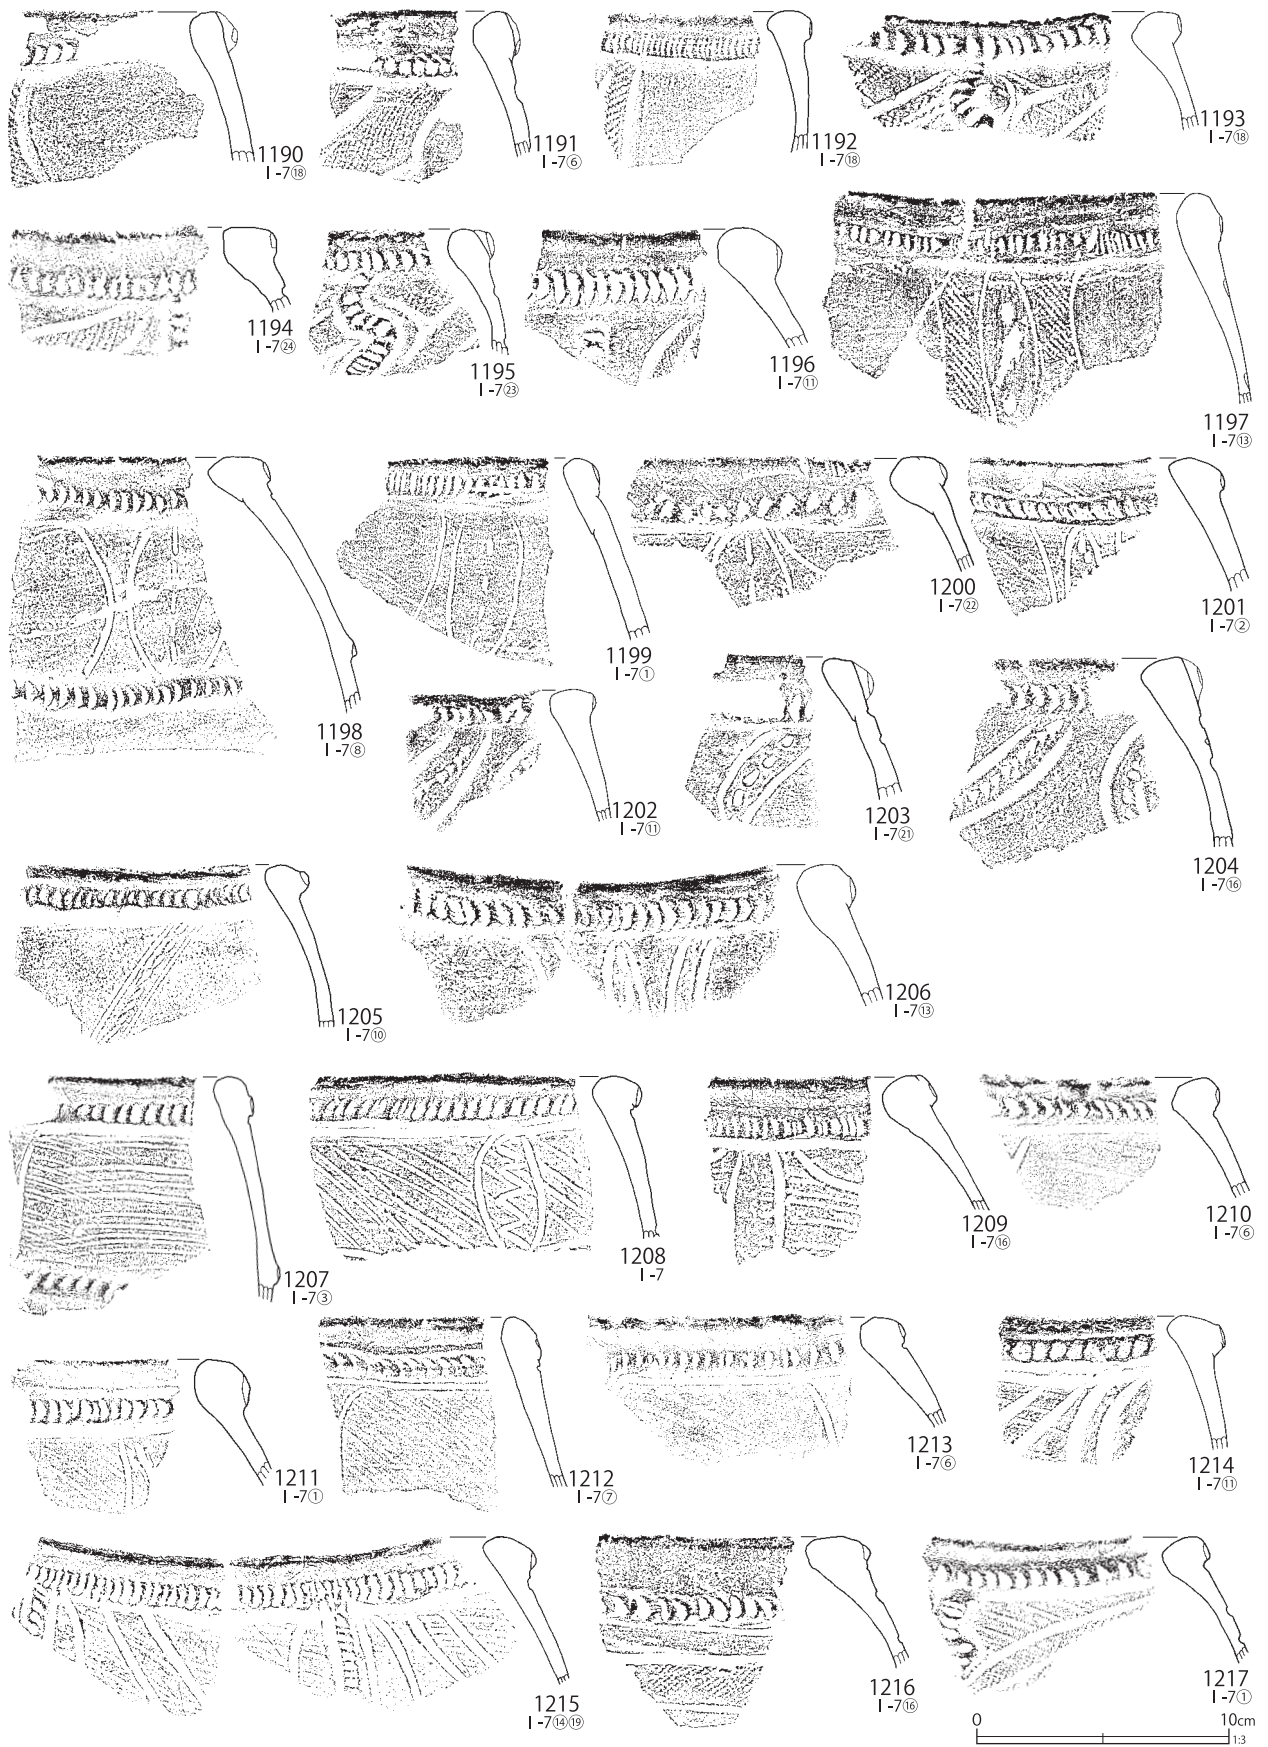 1190
I -7⑱
1191
I -7⑥
1192
I -7⑱
1193
I -7⑱
1194
I -7㉔
1195
I -7㉓
1196
I -7⑪
1197
I -7⑬
1198
I -7⑧
1199
I -7①
1200
I -7㉒
1201
I -7②
1202
I -7⑪
1203
I -7㉑
1204
I -7⑯
1205
I -7⑩
1206
I -7⑬
1207
I -7③
1208
I -7
1209
I -7⑯
1210
I -7⑥
1211
I -7①
1212
I -7⑦
1213
I -7⑥
1214
I -7⑪
1215
I -7⑭⑲
1216
I -7⑯
1217
I -7①
0 10cm
1:3